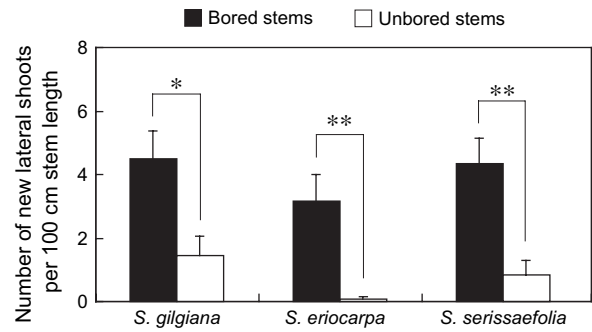 Bored stems Unbored stems
Number of new lateral shoots
per 100 cm stem length
8
6
4
2
0
* ** **
S. gilgiana S. eriocarpa S. serissaefolia